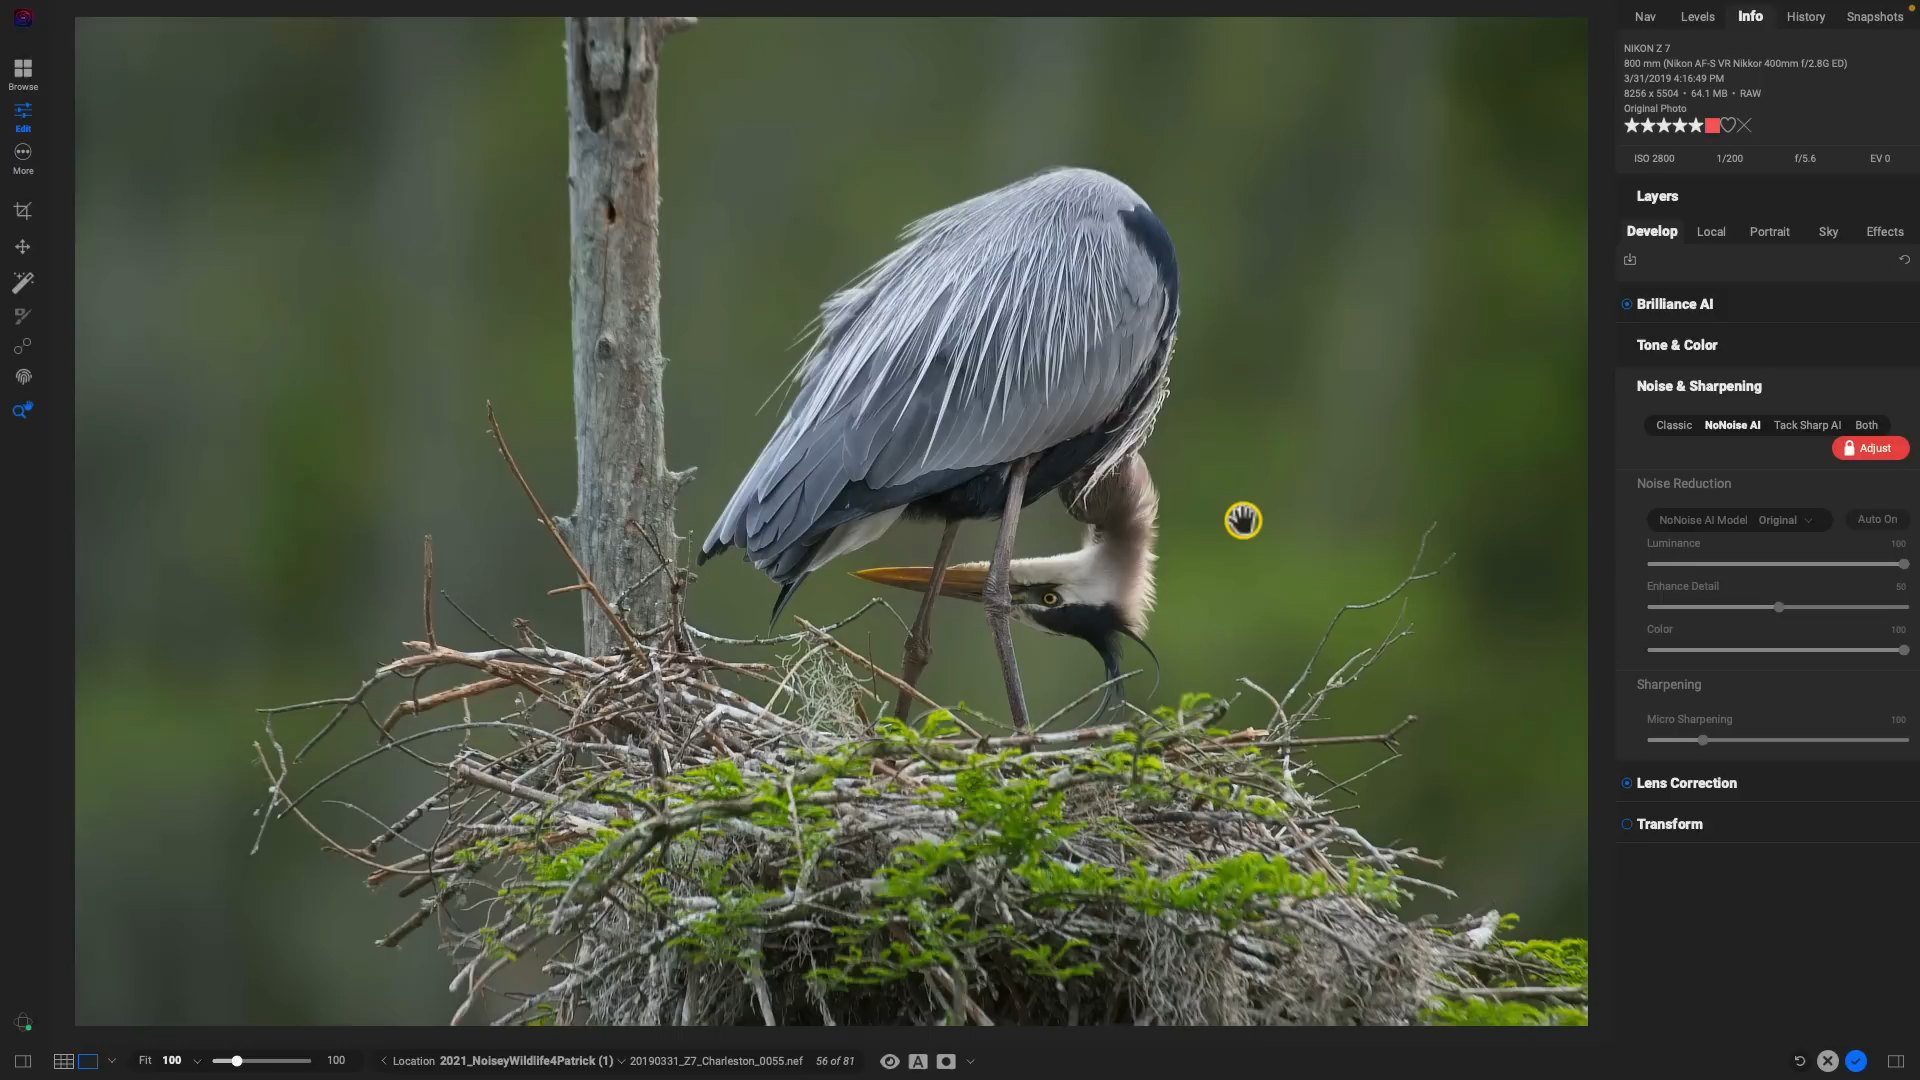 Nav Levels Info History Snapshots
NIKON Z 7
800 mm (Nikon AF-S VR Nikkor 400mm f/2.8G ED)
3/31/2019 4:16:49 PM
8256 x 5504 • 64.1 MB • RAW
Original Photo
ISO 2800 1/200 f/5.6 EV 0
Browse
Edit
More
Layers
Develop Local Portrait Sky Effects
Brilliance AI
Tone & Color
Noise & Sharpening
Classic NoNoise AI Tack Sharp AI Both
Adjust
Noise Reduction
NoNoise AI Model Original Auto On
Luminance 100
Enhance Detail 50
Color 100
Sharpening
Micro Sharpening 100
Lens Correction
Transform
Fit 100 100 Location 2021_NoiseyWildlife4Patrick (1) 20190331_Z7_Charleston_0055.nef 56 of 81 A